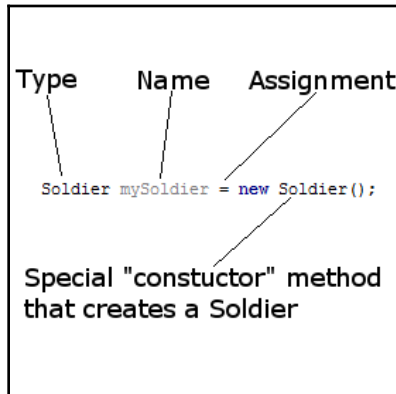 Type Name Assignment
Soldier mySoldier = new Soldier();
Special "constuctor" method
that creates a Soldier